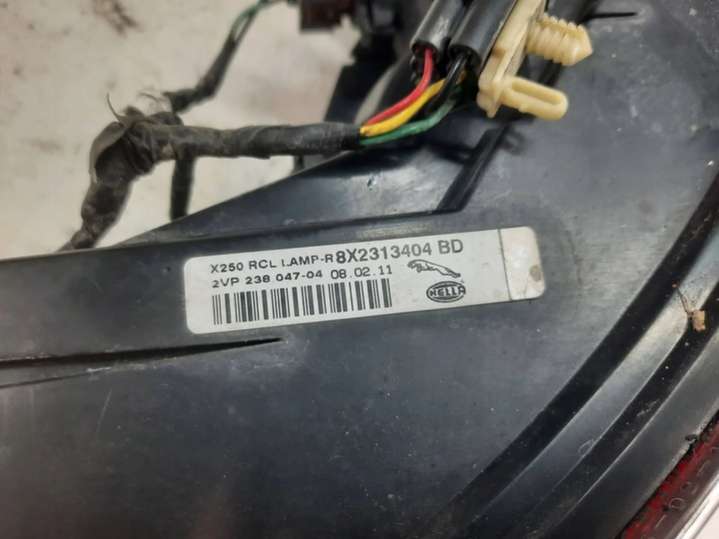 X250 RCL LAMP-R 8X2313404 BD
2VP 238 047-04 08.02.11
HELLA